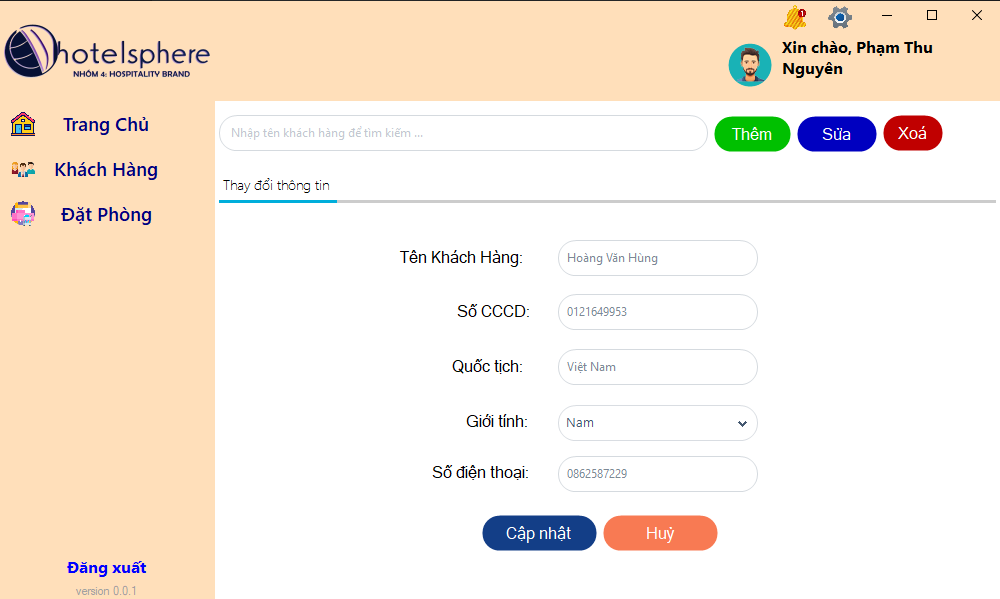 1
hotelsphere
NHÓM 4: HOSPITALITY BRAND
Xin chào, Phạm Thu
Nguyên
Trang Chủ
Khách Hàng
Đặt Phòng
Nhập tên khách hàng để tìm kiếm ...
Thêm
Sửa
Xoá
Thay đổi thông tin
Tên Khách Hàng:
Hoàng Văn Hùng
Số CCCD:
0121649953
Quốc tịch:
Việt Nam
Giới tính:
Nam
Số điện thoại:
0862587229
Cập nhật
Huỷ
Đăng xuất
version 0.0.1